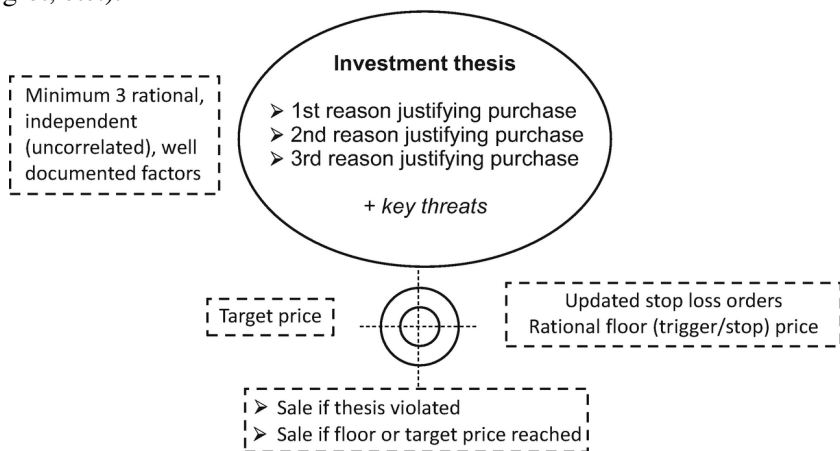 Investment thesis
Minimum 3 rational,
independent
(uncorrelated), well
documented factors
➢ 1st reason justifying purchase
➢ 2nd reason justifying purchase
➢ 3rd reason justifying purchase
+ key threats
Target price
Updated stop loss orders
Rational floor (trigger/stop) price
➢ Sale if thesis violated
➢ Sale if floor or target price reached